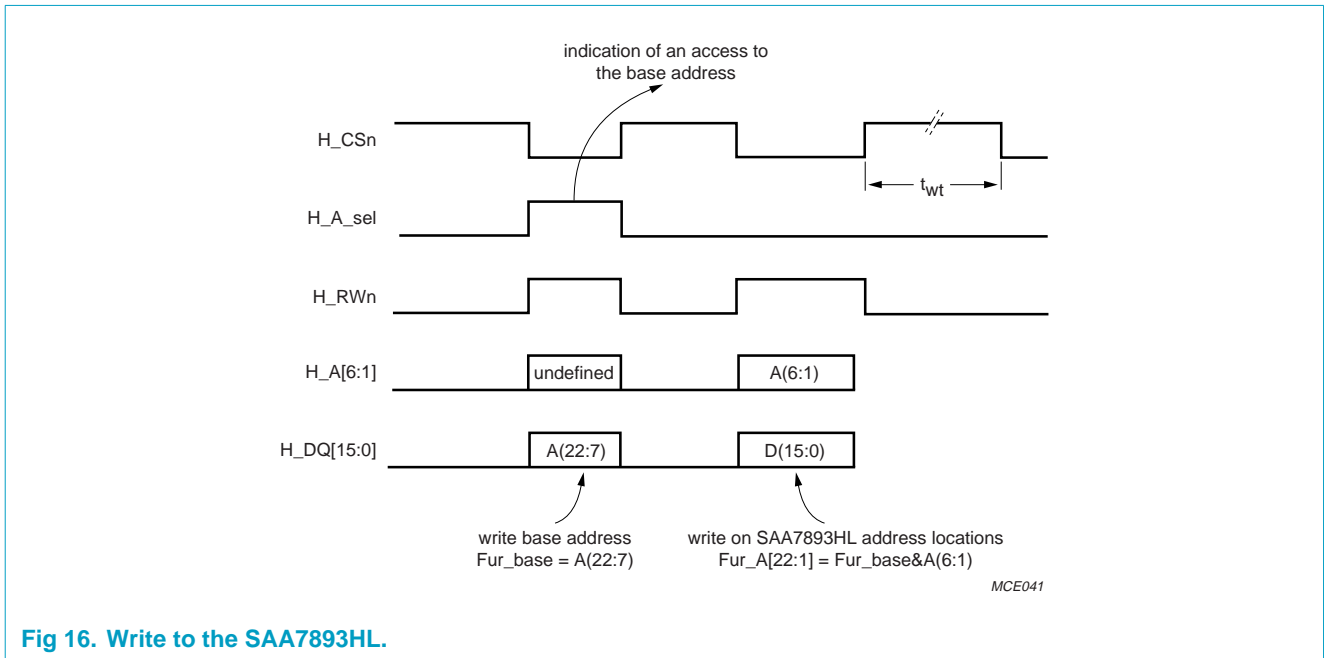 indication of an access to
the base address
H_CSn
twt
H_A_sel
H_RWn
H_A[6:1]
undefined
A(6:1)
H_DQ[15:0]
A(22:7)
D(15:0)
write base address
Fur_base = A(22:7)
write on SAA7893HL address locations
Fur_A[22:1] = Fur_base&A(6:1)
MCE041
Fig 16. Write to the SAA7893HL.